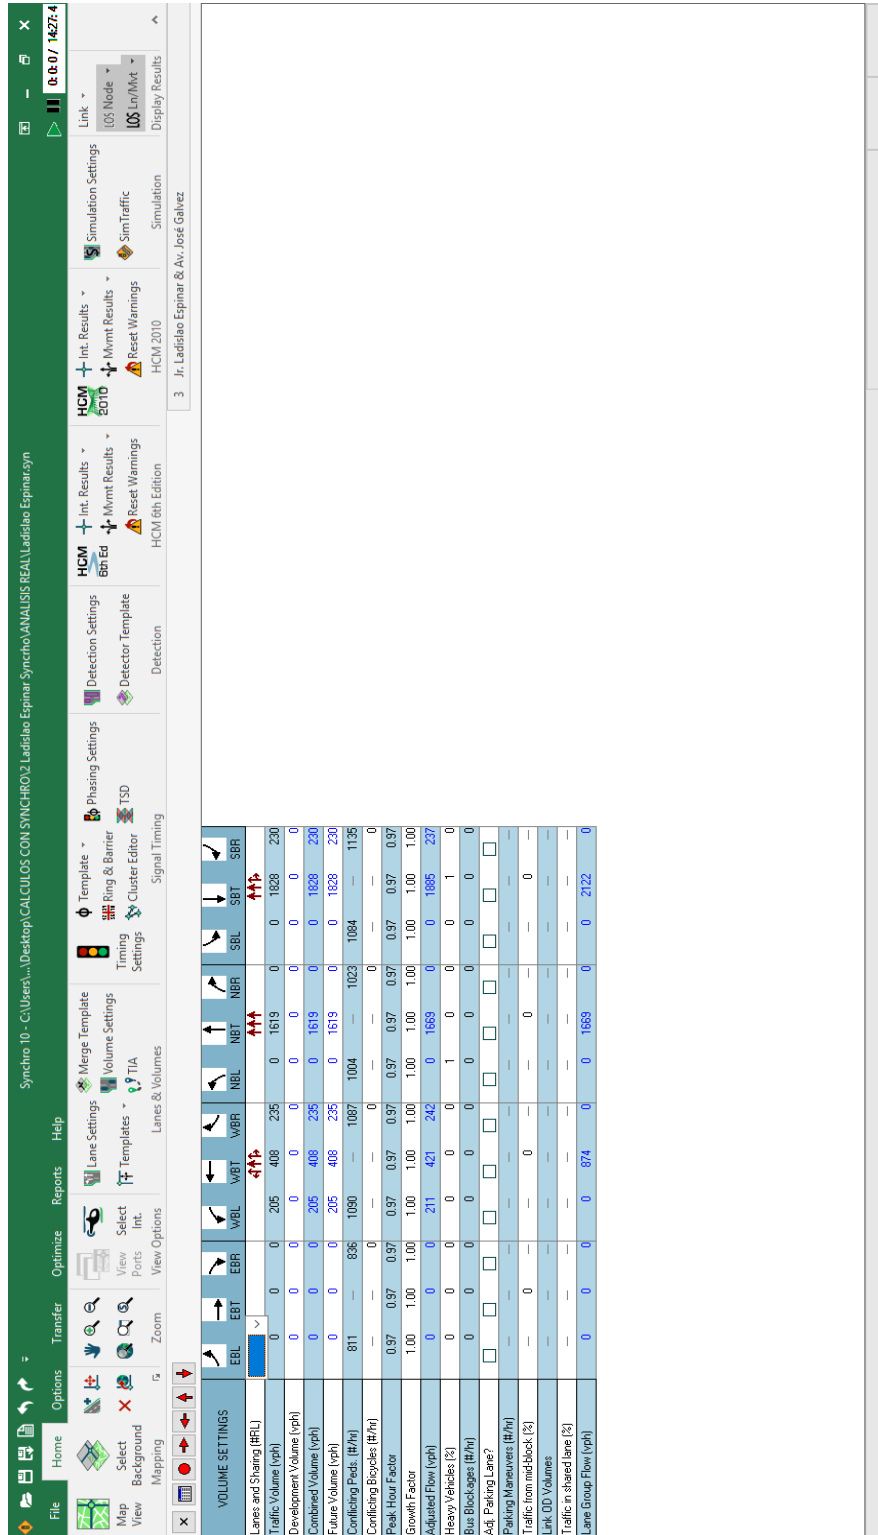 Synchro 10 - C:\Users\...\Desktop\CALCULOS CON SYNCHRO\2 Ladislao Espinar Syncrho\ANALISIS REAL\Ladislao Espinar.syn
File Home Options Transfer Optimize Reports Help
0: 0: 0 / 14:27: 4
Map View
Select Background
Mapping
Zoom
View Ports
Select Int.
View Options
Lane Settings
Templates
Merge Template
Volume Settings
TIA
Lanes & Volumes
Timing Settings
Template
Ring & Barrier
Cluster Editor
Phasing Settings
TSD
Signal Timing
Detection Settings
Detector Template
Detection
HCM 6th Ed
Int. Results
Mvmt Results
Reset Warnings
HCM 6th Edition
HCM 2010
Int. Results
Mvmt Results
Reset Warnings
HCM 2010
Simulation Settings
SimTraffic
Simulation
Link
LOS Node
LOS Ln/Mvt
Display Results
3 Jr. Ladislao Espinar & Av. José Galvez
VOLUME SETTINGS EBL EBT EBR WBL WBT WBR NBL NBT NBR SBL SBT SBR
Lanes and Sharing (#RL)
Traffic Volume (vph) 0 0 0 205 408 235 0 1619 0 0 1828 230
Development Volume (vph) 0 0 0 0 0 0 0 0 0 0 0 0
Combined Volume (vph) 0 0 0 205 408 235 0 1619 0 0 1828 230
Future Volume (vph) 0 0 0 205 408 235 0 1619 0 0 1828 230
Conflicting Peds. (#/hr) 811 — 836 1090 — 1087 1004 — 1023 1084 — 1135
Conflicting Bicycles (#/hr) — — 0 — — 0 — — 0 — — 0
Peak Hour Factor 0.97 0.97 0.97 0.97 0.97 0.97 0.97 0.97 0.97 0.97 0.97 0.97
Growth Factor 1.00 1.00 1.00 1.00 1.00 1.00 1.00 1.00 1.00 1.00 1.00 1.00
Adjusted Flow (vph) 0 0 0 211 421 242 0 1669 0 0 1885 237
Heavy Vehicles (%) 0 0 0 0 0 0 1 0 0 0 1 0
Bus Blockages (#/hr) 0 0 0 0 0 0 0 0 0 0 0 0
Adj. Parking Lane?
Parking Maneuvers (#/hr) — — — — — — — — — — — —
Traffic from mid-block (%) — 0 — — 0 — — 0 — — 0 —
Link OD Volumes — — — — — — — —
Traffic in shared lane (%) — — — — — — — — — — — —
Lane Group Flow (vph) 0 0 0 0 874 0 0 1669 0 0 2122 0